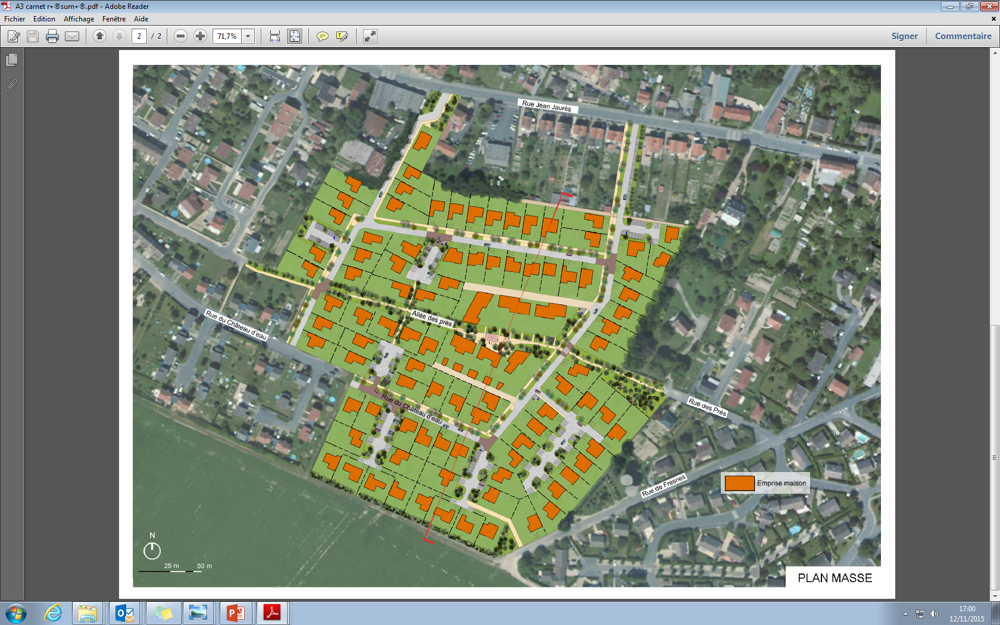 A3 carnet r+®sum+®.pdf - Adobe Reader
Fichier Edition Affichage Fenêtre Aide
2 / 2 71,7% Signer Commentaire
Rue Jean Jaurès
Allée des près
Rue du Château d'eau
Rue du Château d'eau
Rue des Prés
Rue de Fresnes
Emprise maison
N
25 m 50 m
PLAN MASSE
17:00
12/11/2015